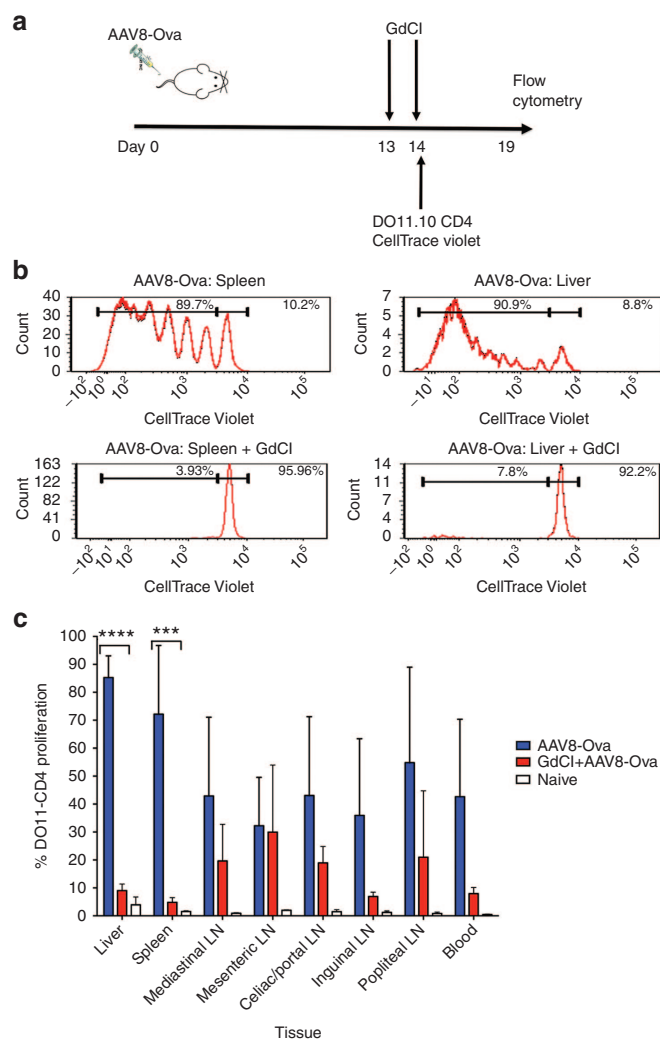 a
AAV8-Ova
GdCl
Flow
cytometry
Day 0
13
14
19
DO11.10 CD4
CellTrace violet
b
AAV8-Ova: Spleen
40
30
20
10
0
Count
89.7%
10.2%
−10² 10⁰ 10² 10³ 10⁴ 10⁵
CellTrace Violet
AAV8-Ova: Liver
7
5
4
2
0
Count
90.9%
8.8%
−10¹ 10² 10³ 10⁴ 10⁵
CellTrace Violet
AAV8-Ova: Spleen + GdCl
163
122
82
41
0
Count
3.93%
95.96%
−10² 10⁰ 10² 10³ 10⁴ 10⁵
CellTrace Violet
AAV8-Ova: Liver + GdCl
14
11
7
4
0
Count
7.8%
92.2%
−10² 10⁰ 10² 10³ 10⁴ 10⁵
CellTrace Violet
c
100
90
80
70
60
50
40
30
20
10
0
% DO11-CD4 proliferation
****
***
AAV8-Ova
GdCl+AAV8-Ova
Naive
Liver
Spleen
Mediastinal LN
Mesenteric LN
Celiac/portal LN
Inguinal LN
Popliteal LN
Blood
Tissue